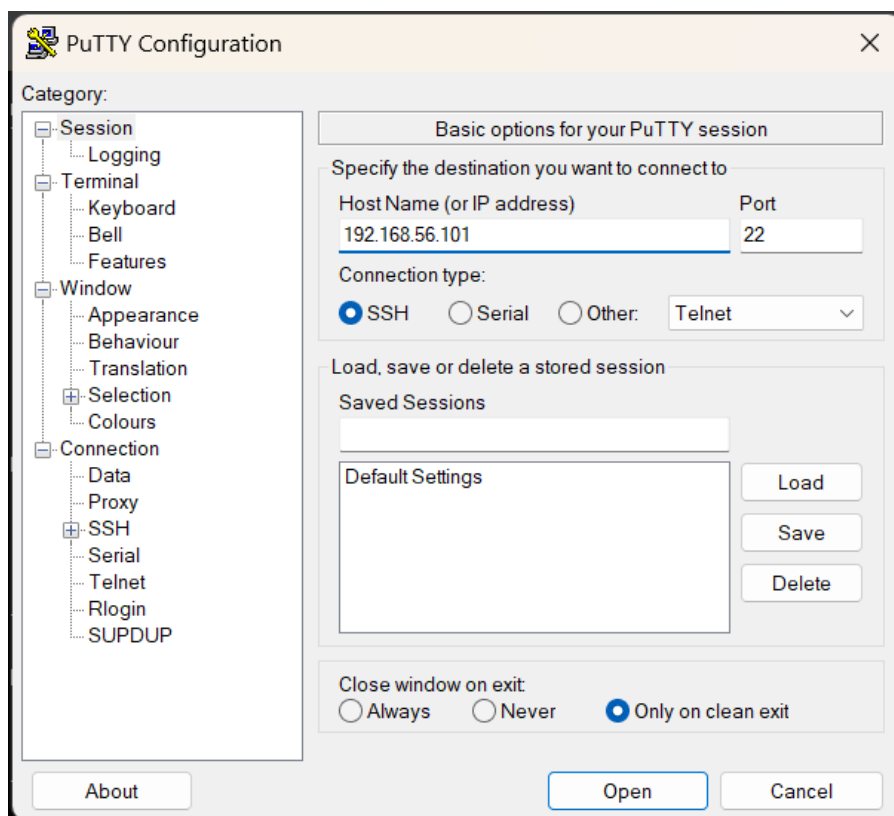 PuTTY Configuration
Category:
Session
Logging
Terminal
Keyboard
Bell
Features
Window
Appearance
Behaviour
Translation
Selection
Colours
Connection
Data
Proxy
SSH
Serial
Telnet
Rlogin
SUPDUP
Basic options for your PuTTY session
Specify the destination you want to connect to
Host Name (or IP address) Port
192.168.56.101 22
Connection type:
SSH Serial Other: Telnet
Load, save or delete a stored session
Saved Sessions
Default Settings
Load
Save
Delete
Close window on exit:
Always Never Only on clean exit
About Open Cancel